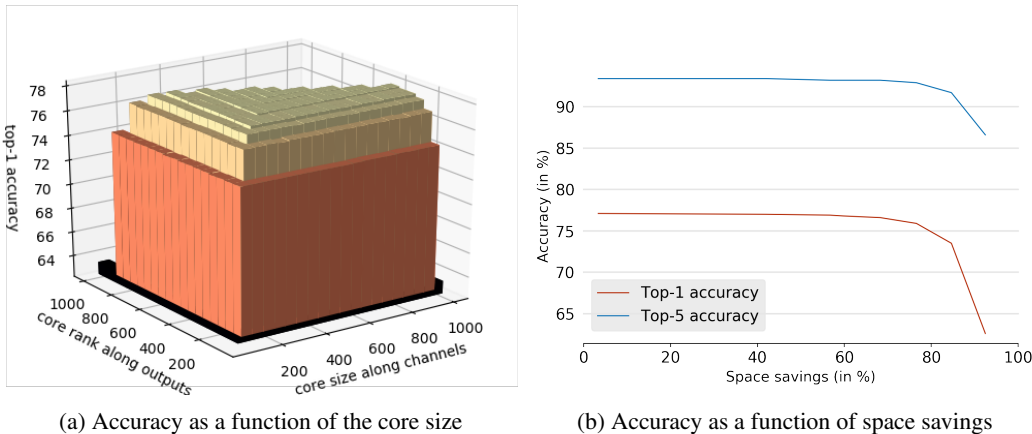 78
76
74
72
70
68
66
64
top-1 accuracy
1000
800
600
400
200
core rank along outputs
200
400
600
800
1000
core size along channels
(a) Accuracy as a function of the core size
90
85
80
75
70
65
Accuracy (in %)
Top-1 accuracy
Top-5 accuracy
0 20 40 60 80 100
Space savings (in %)
(b) Accuracy as a function of space savings